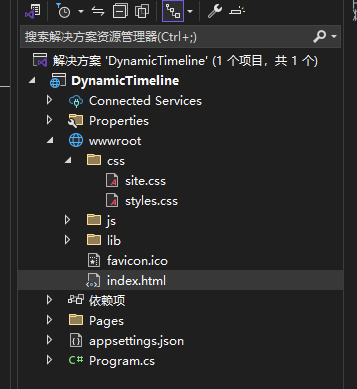 搜索解决方案资源管理器(Ctrl+;)
解决方案 'DynamicTimeline' (1 个项目，共 1 个)
DynamicTimeline
Connected Services
Properties
wwwroot
css
site.css
styles.css
js
lib
favicon.ico
index.html
依赖项
Pages
appsettings.json
C# Program.cs